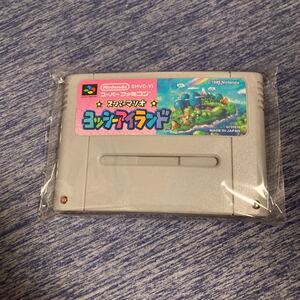 Nintendo SHVC-YI
スーパーファミコン
スーパーマリオ
ヨッシーアイランド
©1995 Nintendo
MADE IN JAPAN